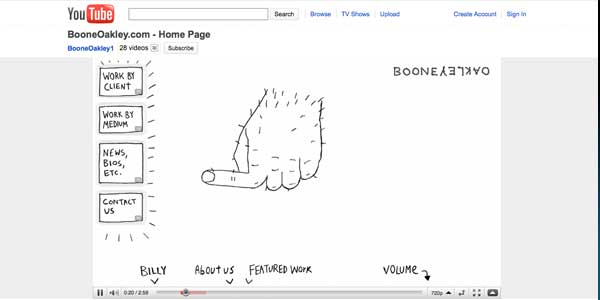 YouTube
Search
Browse
TV Shows
Upload
Create Account
Sign In
BooneOakley.com - Home Page
BooneOakley1
28 videos
Subscribe
WORK BY
CLIENT
WORK BY
MEDIUM
NEWS,
BIOS,
ETC.
CONTACT
US
BOONEYELKAO
BILLY
ABOUT US
FEATURED WORK
VOLUME
0:20 / 2:58
720p